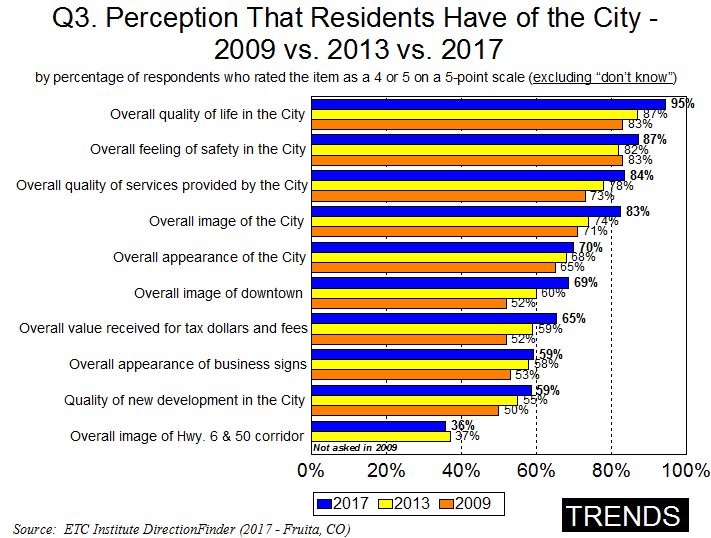 Q3. Perception That Residents Have of the City -
2009 vs. 2013 vs. 2017
by percentage of respondents who rated the item as a 4 or 5 on a 5-point scale (excluding “don’t know”)
Overall quality of life in the City
95%
87%
83%
Overall feeling of safety in the City
87%
82%
83%
Overall quality of services provided by the City
84%
78%
73%
Overall image of the City
83%
74%
71%
Overall appearance of the City
70%
68%
65%
Overall image of downtown
69%
60%
52%
Overall value received for tax dollars and fees
65%
59%
52%
Overall appearance of business signs
59%
58%
53%
Quality of new development in the City
59%
55%
50%
Overall image of Hwy. 6 & 50 corridor
36%
37%
Not asked in 2009
0% 20% 40% 60% 80% 100%
2017 2013 2009
TRENDS
Source: ETC Institute DirectionFinder (2017 - Fruita, CO)